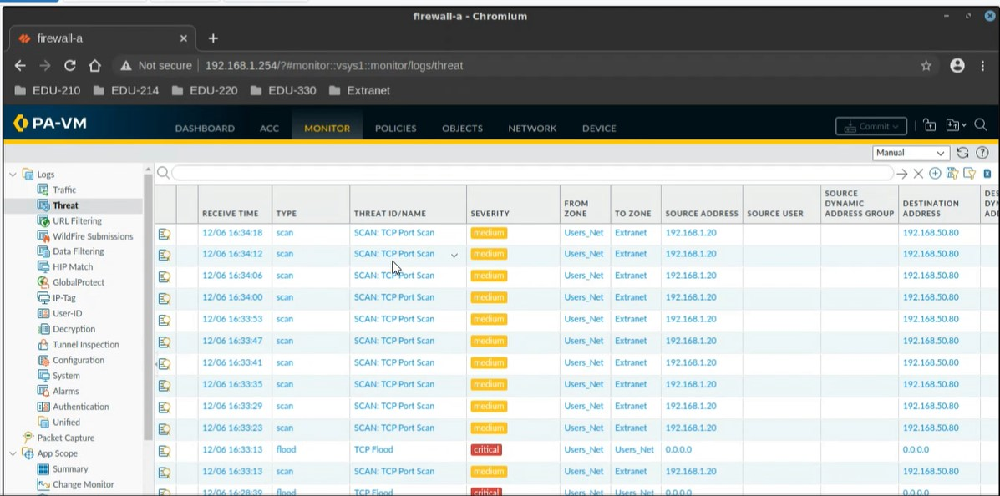 firewall-a - Chromium
firewall-a
Not secure 192.168.1.254/?#monitor::vsys1::monitor/logs/threat
EDU-210 EDU-214 EDU-220 EDU-330 Extranet
PA-VM DASHBOARD ACC MONITOR POLICIES OBJECTS NETWORK DEVICE Commit
Manual
Logs
Traffic
Threat
URL Filtering
WildFire Submissions
Data Filtering
HIP Match
GlobalProtect
IP-Tag
User-ID
Decryption
Tunnel Inspection
Configuration
System
Alarms
Authentication
Unified
Packet Capture
App Scope
Summary
Change Monitor
RECEIVE TIME TYPE THREAT ID/NAME SEVERITY FROM ZONE TO ZONE SOURCE ADDRESS SOURCE USER SOURCE DYNAMIC ADDRESS GROUP DESTINATION ADDRESS
12/06 16:34:18 scan SCAN: TCP Port Scan medium Users_Net Extranet 192.168.1.20 192.168.50.80
12/06 16:34:12 scan SCAN: TCP Port Scan medium Users_Net Extranet 192.168.1.20 192.168.50.80
12/06 16:34:06 scan SCAN: TCP Port Scan medium Users_Net Extranet 192.168.1.20 192.168.50.80
12/06 16:34:00 scan SCAN: TCP Port Scan medium Users_Net Extranet 192.168.1.20 192.168.50.80
12/06 16:33:53 scan SCAN: TCP Port Scan medium Users_Net Extranet 192.168.1.20 192.168.50.80
12/06 16:33:47 scan SCAN: TCP Port Scan medium Users_Net Extranet 192.168.1.20 192.168.50.80
12/06 16:33:41 scan SCAN: TCP Port Scan medium Users_Net Extranet 192.168.1.20 192.168.50.80
12/06 16:33:35 scan SCAN: TCP Port Scan medium Users_Net Extranet 192.168.1.20 192.168.50.80
12/06 16:33:29 scan SCAN: TCP Port Scan medium Users_Net Extranet 192.168.1.20 192.168.50.80
12/06 16:33:23 scan SCAN: TCP Port Scan medium Users_Net Extranet 192.168.1.20 192.168.50.80
12/06 16:33:13 flood TCP Flood critical Users_Net Users_Net 0.0.0.0 0.0.0.0
12/06 16:33:13 scan SCAN: TCP Port Scan medium Users_Net Extranet 192.168.1.20 192.168.50.80
12/06 16:28:39 flood TCP Flood critical Users_Net Users_Net 0.0.0.0 0.0.0.0